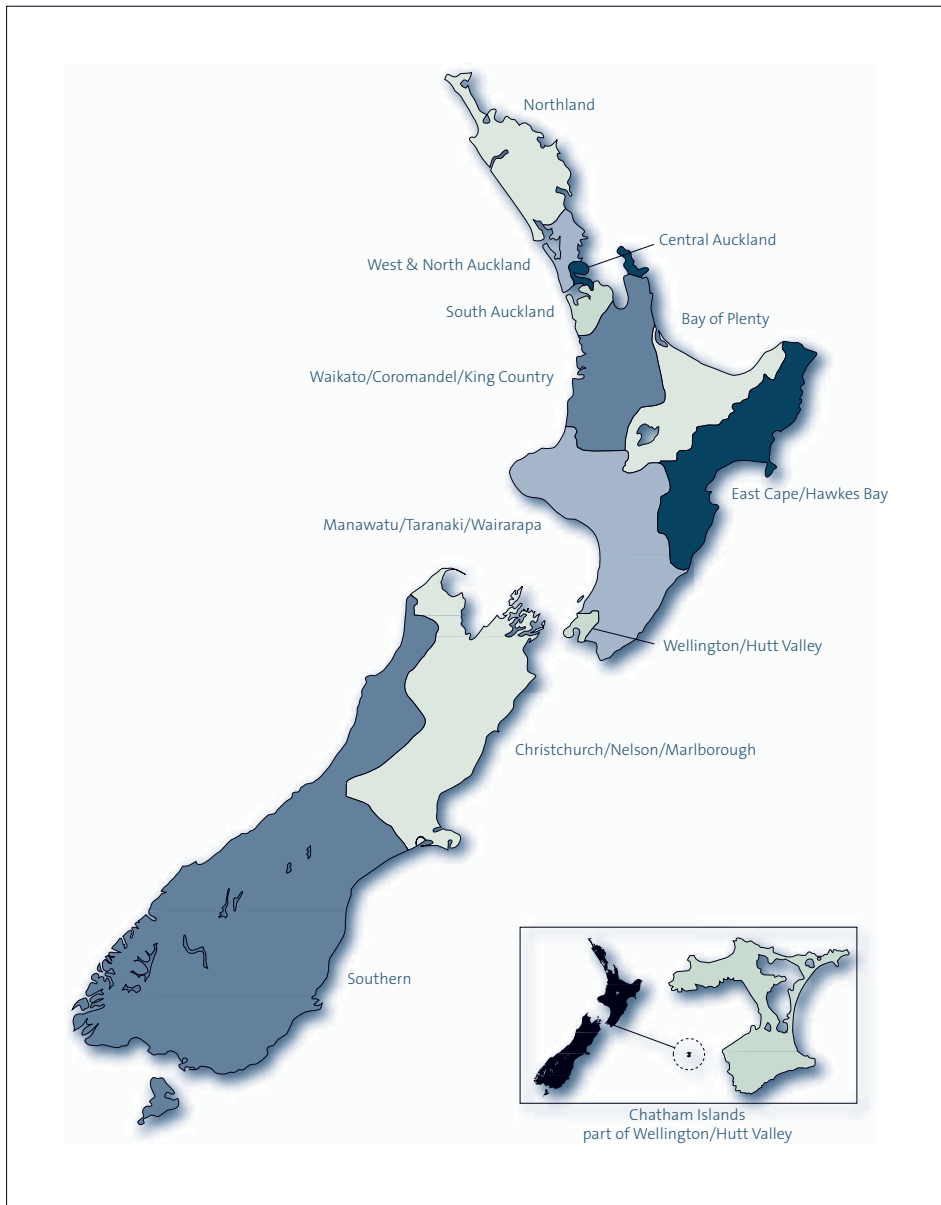 Northland
Central Auckland
West & North Auckland
South Auckland
Bay of Plenty
Waikato/Coromandel/King Country
East Cape/Hawkes Bay
Manawatu/Taranaki/Wairarapa
Wellington/Hutt Valley
Christchurch/Nelson/Marlborough
Southern
Chatham Islands
part of Wellington/Hutt Valley